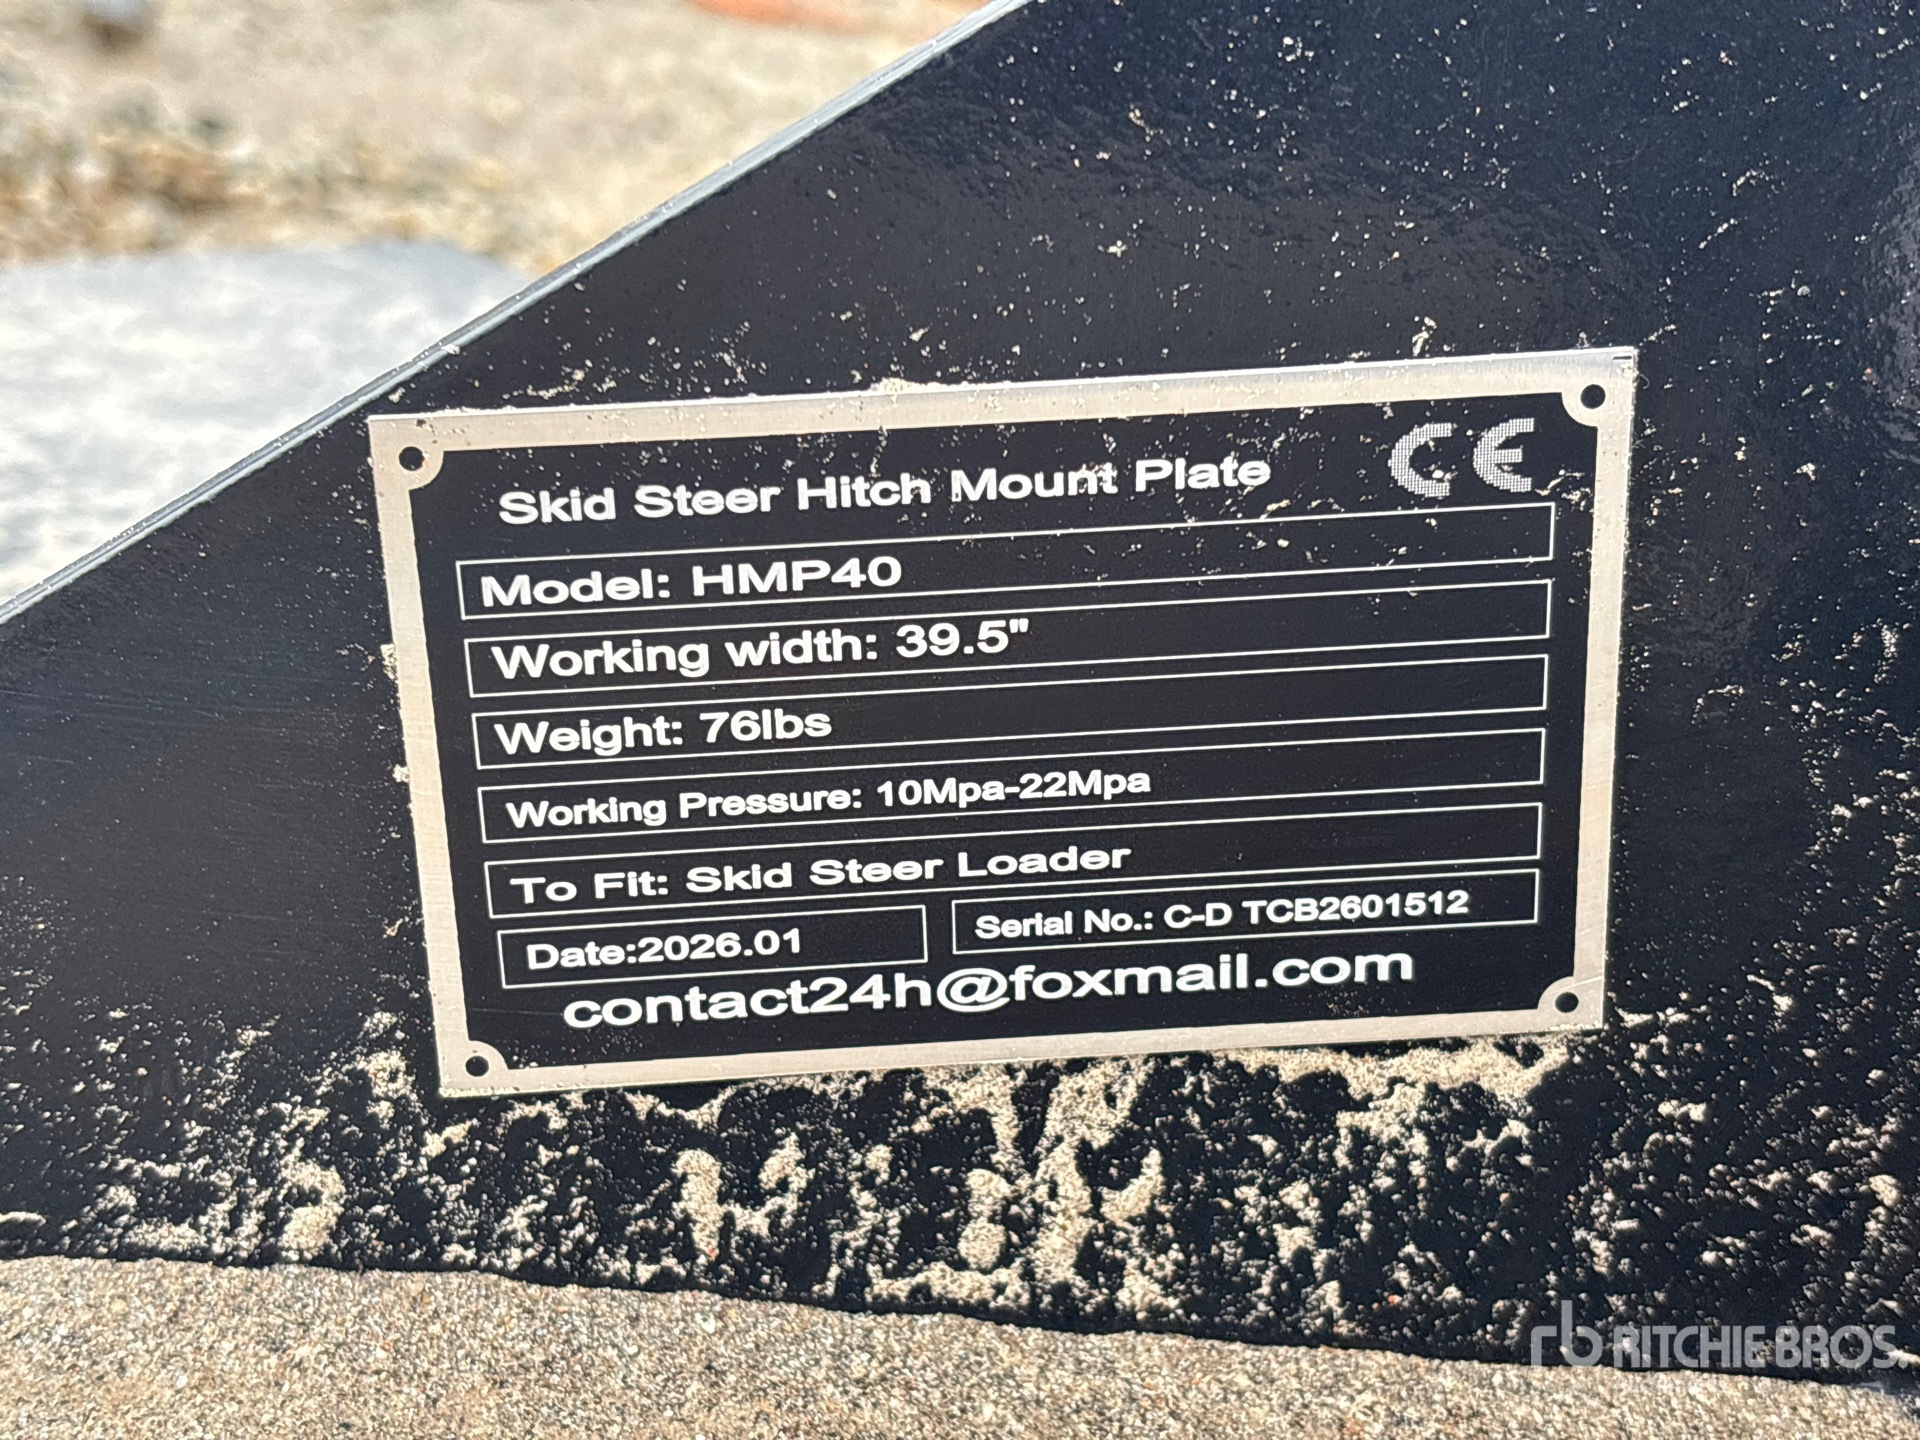 Skid Steer Hitch Mount Plate CE
Model: HMP40
Working width: 39.5"
Weight: 76lbs
Working Pressure: 10Mpa-22Mpa
To Fit: Skid Steer Loader
Date:2026.01 Serial No.: C-D TCB2601512
contact24h@foxmail.com
rb RITCHIE BROS.